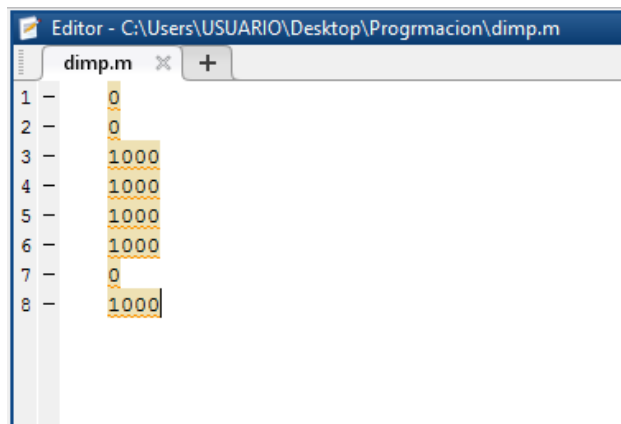 Editor - C:\Users\USUARIO\Desktop\Progrmacion\dimp.m
dimp.m × +
1 - 0
2 - 0
3 - 1000
4 - 1000
5 - 1000
6 - 1000
7 - 0
8 - 1000